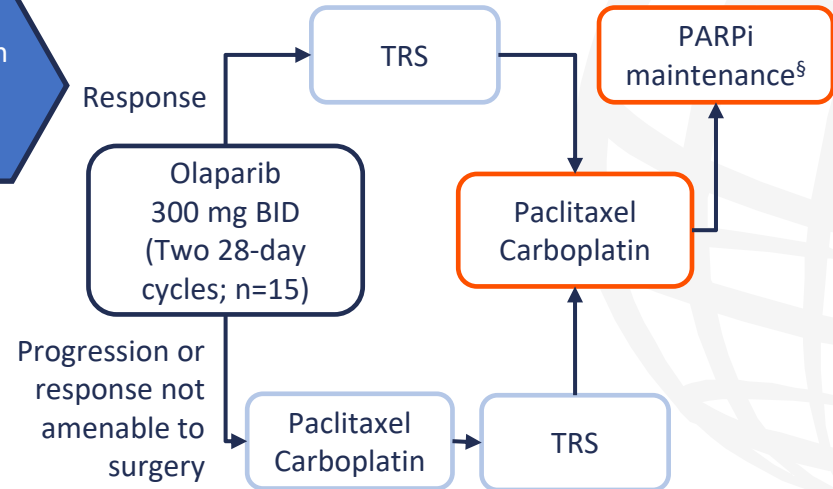 TRS
PARPi
maintenance§
Response
Olaparib
300 mg BID
(Two 28-day
cycles; n=15)
Paclitaxel
Carboplatin
Progression or
response not
amenable to
surgery
Paclitaxel
Carboplatin
TRS